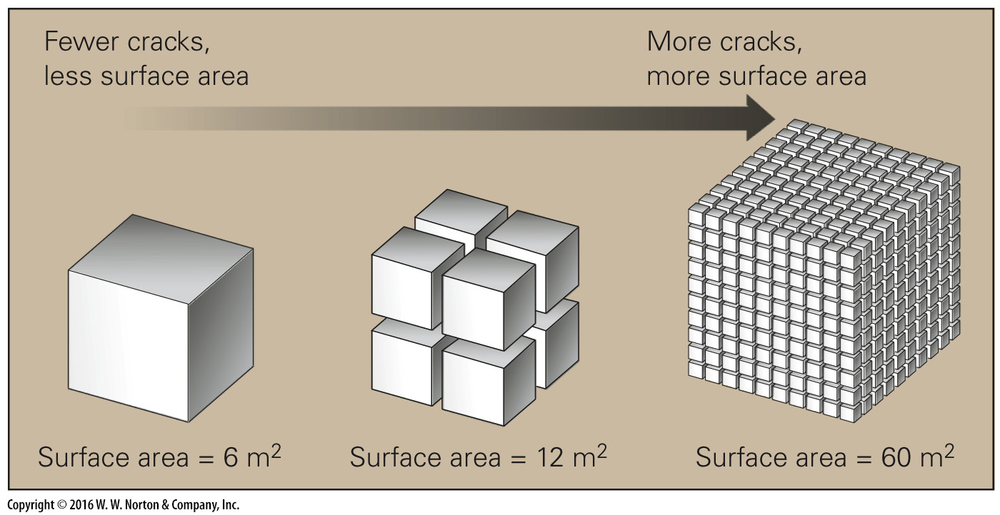 Fewer cracks,
less surface area
More cracks,
more surface area
Surface area = 6 m²
Surface area = 12 m²
Surface area = 60 m²
Copyright © 2016 W. W. Norton & Company, Inc.